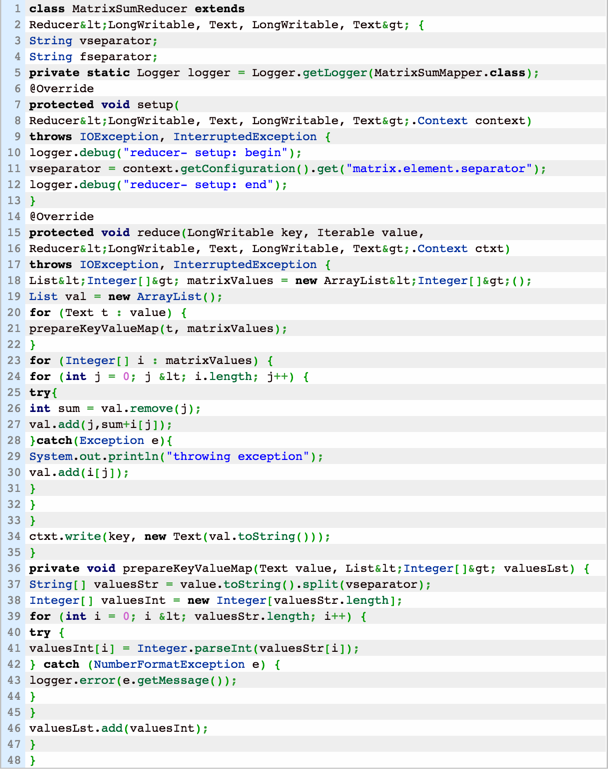 1 class MatrixSumReducer extends
2 Reducer&lt;LongWritable, Text, LongWritable, Text&gt; {
3 String vseparator;
4 String fseparator;
5 private static Logger logger = Logger.getLogger(MatrixSumMapper.class);
6 @Override
7 protected void setup(
8 Reducer&lt;LongWritable, Text, LongWritable, Text&gt;.Context context)
9 throws IOException, InterruptedException {
10 logger.debug("reducer- setup: begin");
11 vseparator = context.getConfiguration().get("matrix.element.separator");
12 logger.debug("reducer- setup: end");
13 }
14 @Override
15 protected void reduce(LongWritable key, Iterable value,
16 Reducer&lt;LongWritable, Text, LongWritable, Text&gt;.Context ctxt)
17 throws IOException, InterruptedException {
18 List&lt;Integer[]&gt; matrixValues = new ArrayList&lt;Integer[]&gt;();
19 List val = new ArrayList();
20 for (Text t : value) {
21 prepareKeyValueMap(t, matrixValues);
22 }
23 for (Integer[] i : matrixValues) {
24 for (int j = 0; j &lt; i.length; j++) {
25 try{
26 int sum = val.remove(j);
27 val.add(j,sum+i[j]);
28 }catch(Exception e){
29 System.out.println("throwing exception");
30 val.add(i[j]);
31 }
32 }
33 }
34 ctxt.write(key, new Text(val.toString()));
35 }
36 private void prepareKeyValueMap(Text value, List&lt;Integer[]&gt; valuesLst) {
37 String[] valuesStr = value.toString().split(vseparator);
38 Integer[] valuesInt = new Integer[valuesStr.length];
39 for (int i = 0; i &lt; valuesStr.length; i++) {
40 try {
41 valuesInt[i] = Integer.parseInt(valuesStr[i]);
42 } catch (NumberFormatException e) {
43 logger.error(e.getMessage());
44 }
45 }
46 valuesLst.add(valuesInt);
47 }
48 }